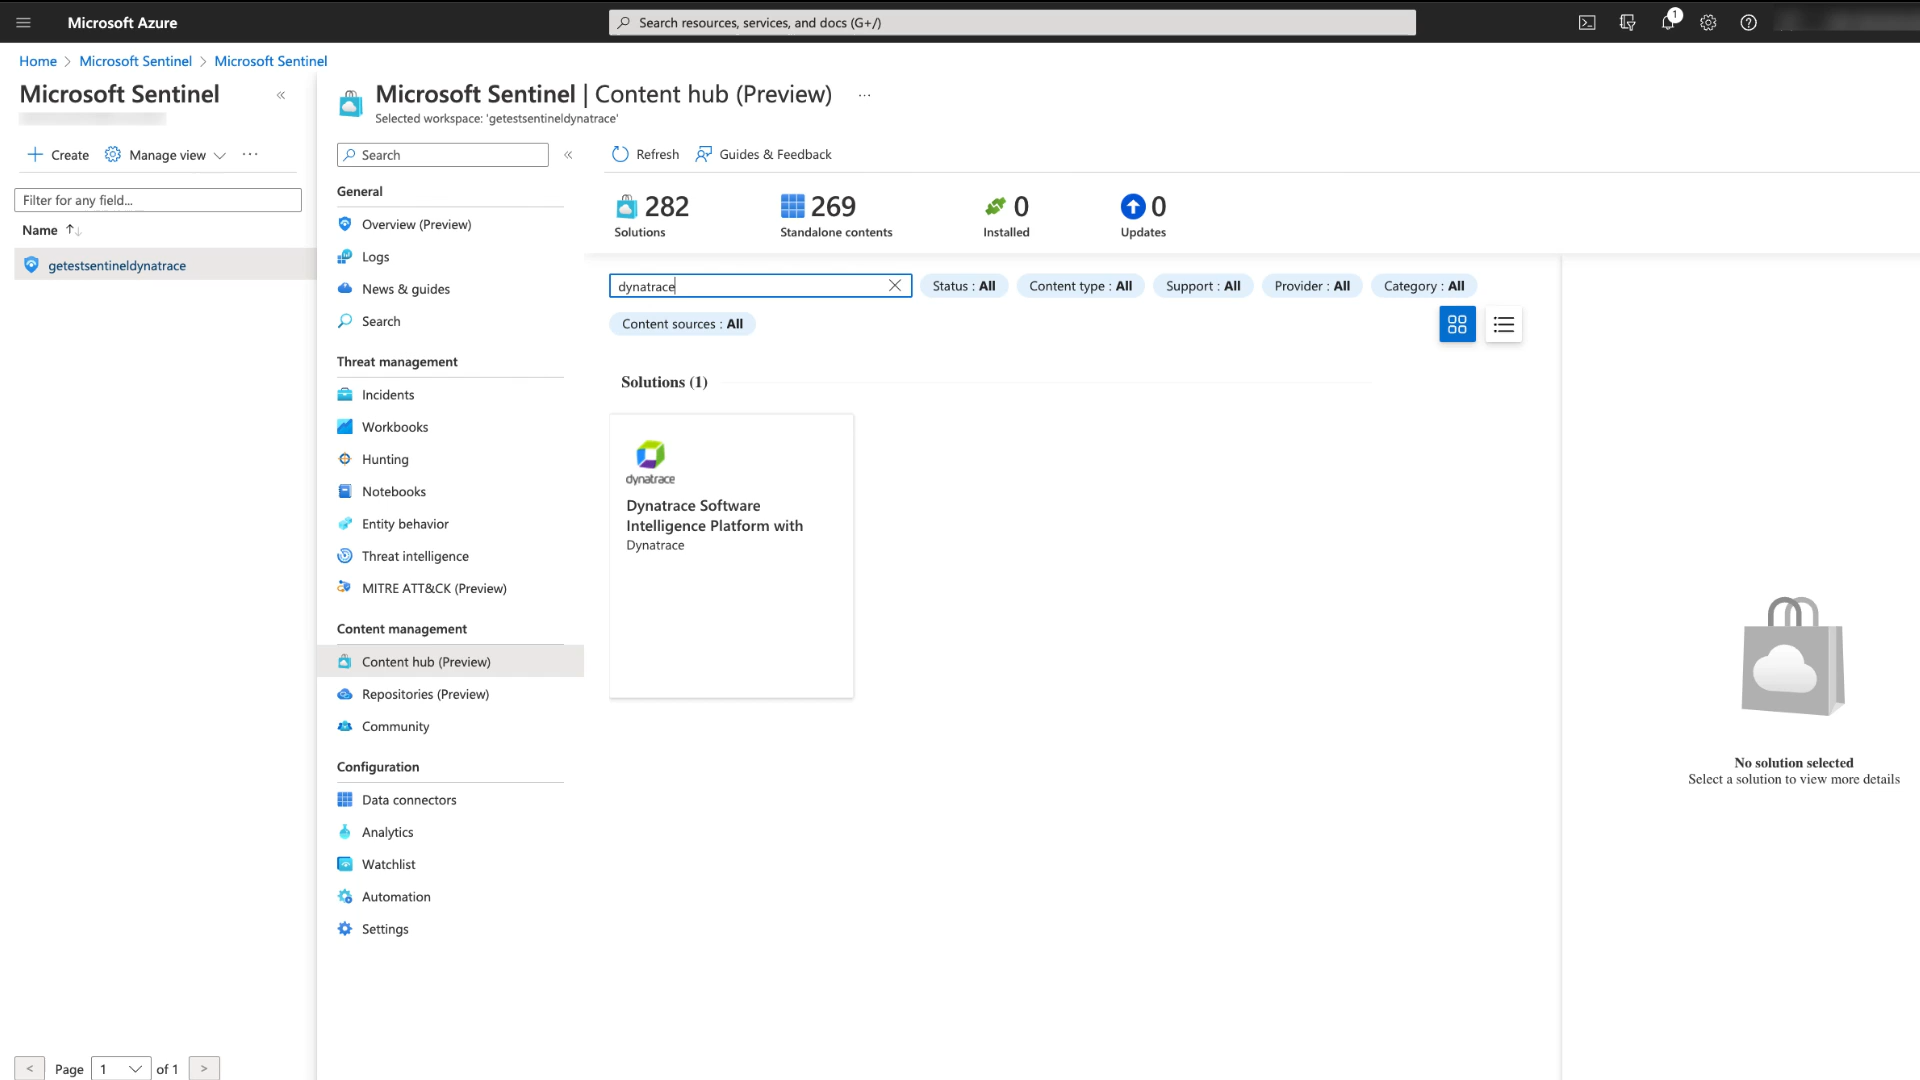 Microsoft Azure
Search resources, services, and docs (G+/)
1
Home > Microsoft Sentinel > Microsoft Sentinel
Microsoft Sentinel
Microsoft Sentinel | Content hub (Preview) ...
Selected workspace: 'getestsentineldynatrace'
Create
Manage view
...
Filter for any field...
Name
getestsentineldynatrace
< Page 1 of 1 >
Search
General
Overview (Preview)
Logs
News & guides
Search
Threat management
Incidents
Workbooks
Hunting
Notebooks
Entity behavior
Threat intelligence
MITRE ATT&CK (Preview)
Content management
Content hub (Preview)
Repositories (Preview)
Community
Configuration
Data connectors
Analytics
Watchlist
Automation
Settings
Refresh
Guides & Feedback
282
Solutions
269
Standalone contents
0
Installed
0
Updates
dynatrace
Status : All
Content type : All
Support : All
Provider : All
Category : All
Content sources : All
Solutions (1)
dynatrace
Dynatrace Software
Intelligence Platform with
Dynatrace
No solution selected
Select a solution to view more details